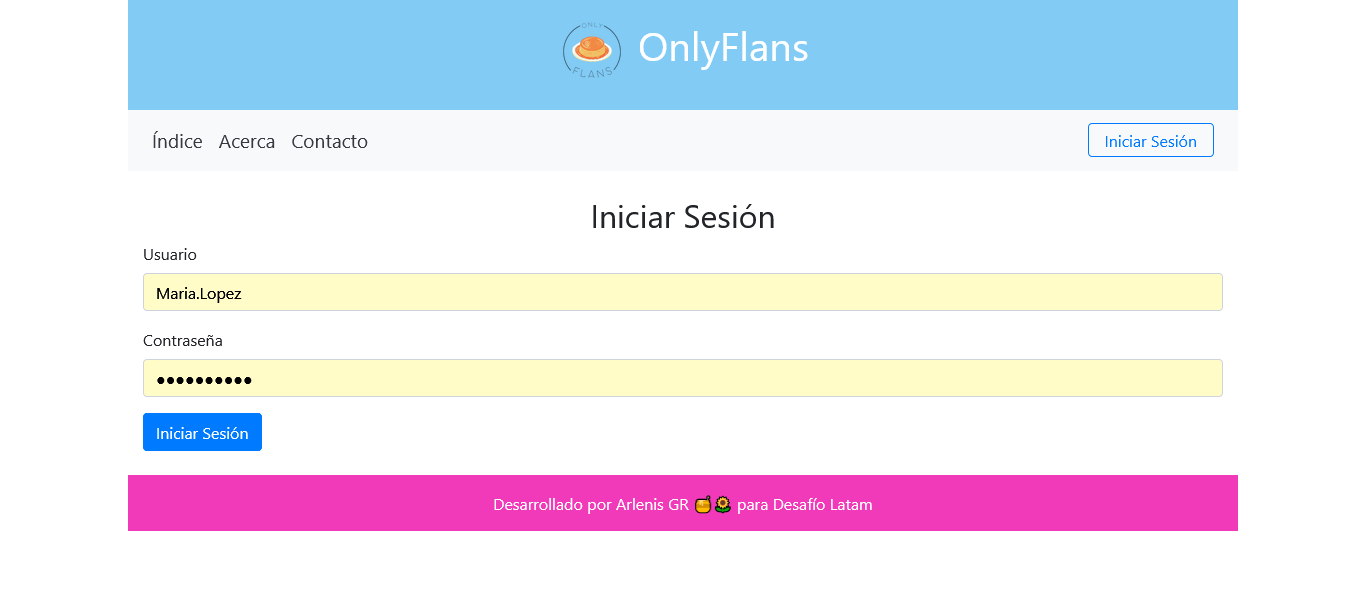 ONLY
FLANS
OnlyFlans
Índice Acerca Contacto
Iniciar Sesión
Iniciar Sesión
Usuario
Maria.Lopez
Contraseña
••••••••••
Iniciar Sesión
Desarrollado por Arlenis GR 🍯🌻 para Desafío Latam